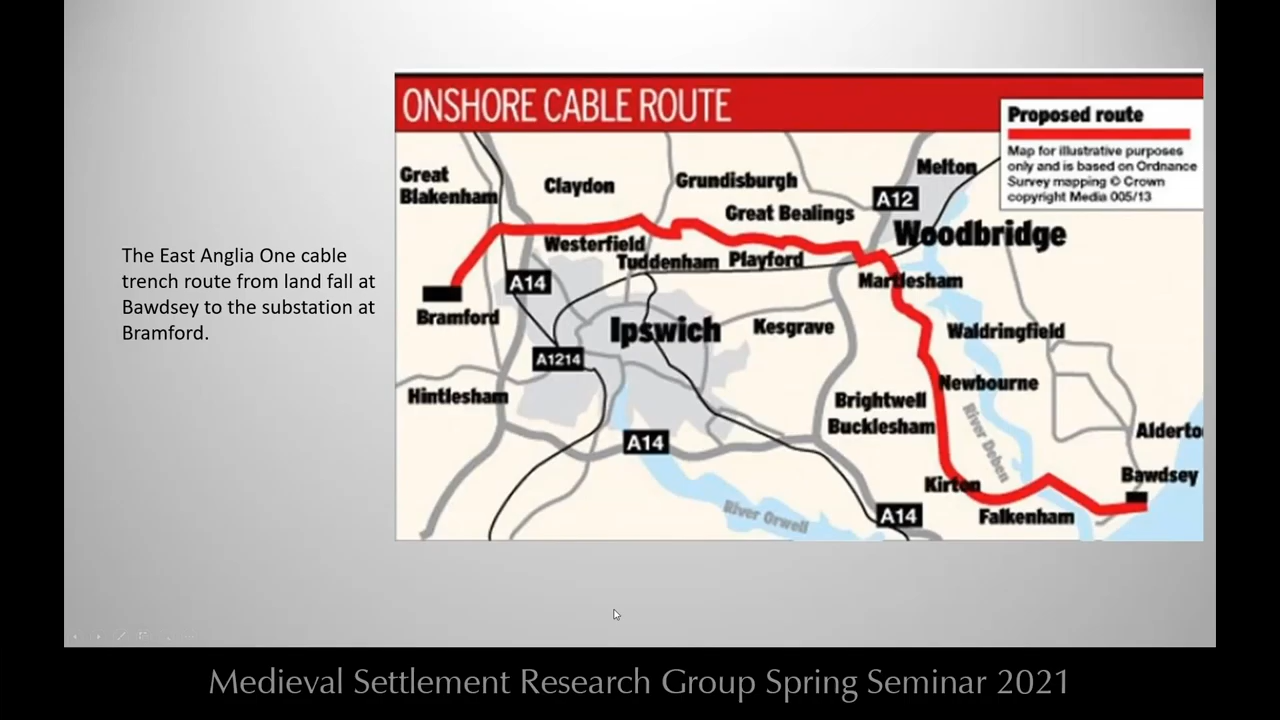 ONSHORE CABLE ROUTE
Proposed route
Map for illustrative purposes
only and is based on Ordnance
Survey mapping © Crown
copyright Media 005/13
The East Anglia One cable
trench route from land fall at
Bawdsey to the substation at
Bramford.
Great
Blakenham
Claydon
Grundisburgh
Melton
A12
Great Bealings
Woodbridge
Westerfield
Tuddenham
Playford
A14
Martlesham
Bramford
Ipswich
Kesgrave
Waldringfield
A1214
Hintlesham
Newbourne
Brightwell
Bucklesham
River Deben
A14
Alderto
Bawdsey
Kirton
River Orwell
A14
Falkenham
Medieval Settlement Research Group Spring Seminar 2021